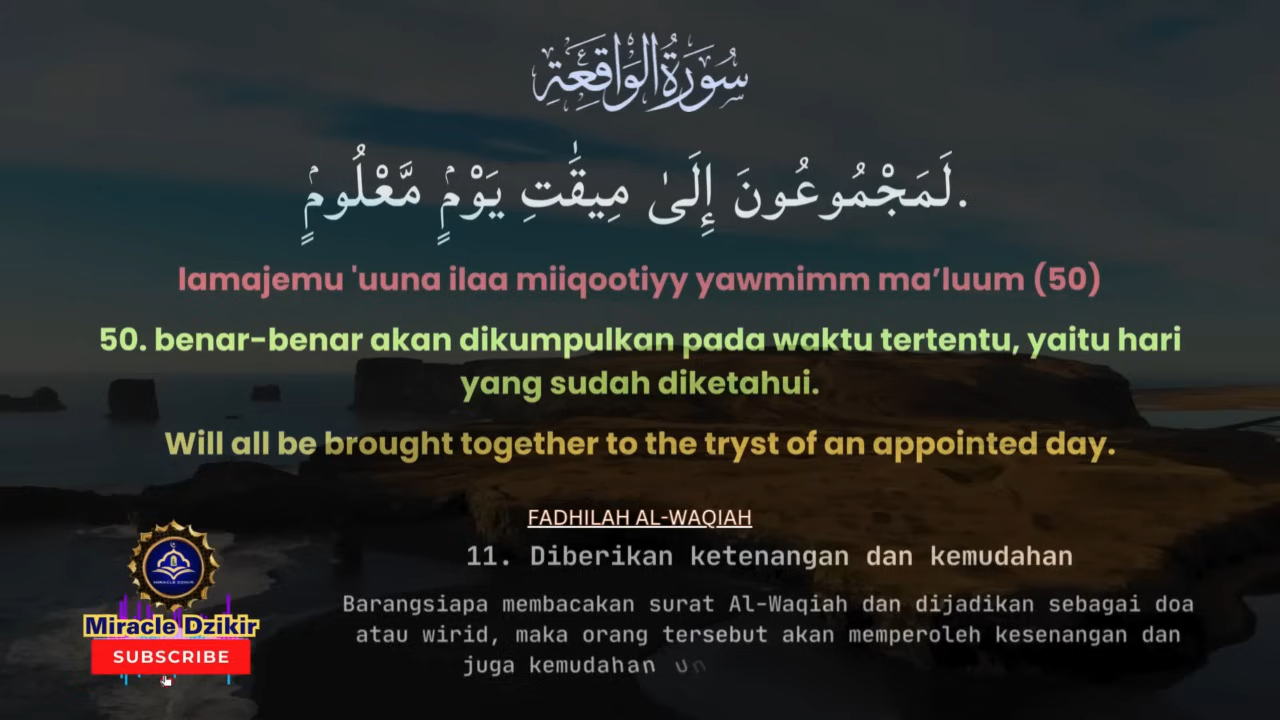 سُورَةُ الْوَاقِعَةِ
لَمَجْمُوعُونَ إِلَىٰ مِيقَٰتِ يَوْمٍۢ مَّعْلُومٍۢ.
lamajemu 'uuna ilaa miiqootiyy yawmimm ma’luum (50)
50. benar-benar akan dikumpulkan pada waktu tertentu, yaitu hari
yang sudah diketahui.
Will all be brought together to the tryst of an appointed day.
FADHILAH AL-WAQIAH
11. Diberikan ketenangan dan kemudahan
Barangsiapa membacakan surat Al-Waqiah dan dijadikan sebagai doa
atau wirid, maka orang tersebut akan memperoleh kesenangan dan
juga kemudahan un
MIRACLE DZIKIR
Miracle Dzikir
SUBSCRIBE